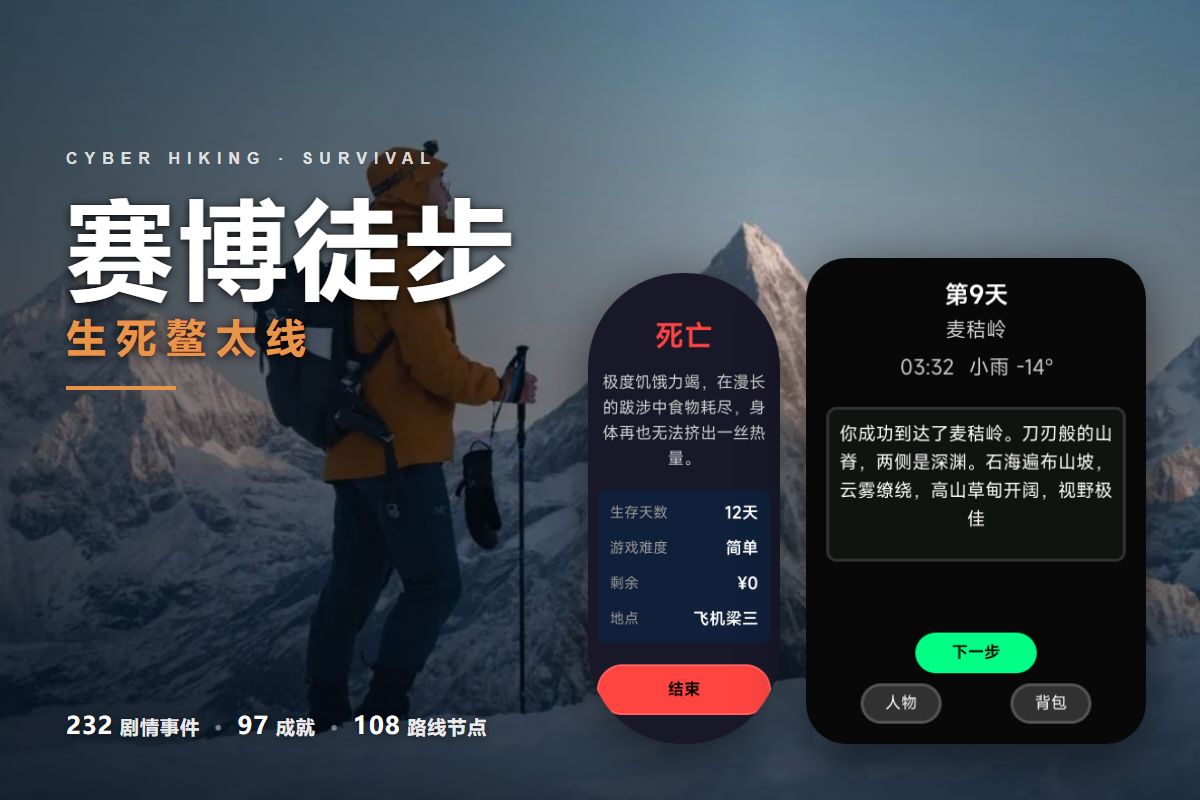 CYBER HIKING · SURVIVAL
赛博徒步
生死鳌太线
232 剧情事件 • 97 成就 • 108 路线节点
死亡
极度饥饿力竭，在漫长
的跋涉中食物耗尽，身
体再也无法挤出一丝热
量。
生存天数 12天
游戏难度 简单
剩余 ¥0
地点 飞机梁三
结束
第9天
麦秸岭
03:32 小雨 -14°
你成功到达了麦秸岭。刀刃般的山
脊，两侧是深渊。石海遍布山坡，
云雾缭绕，高山草甸开阔，视野极
佳
下一步
人物 背包